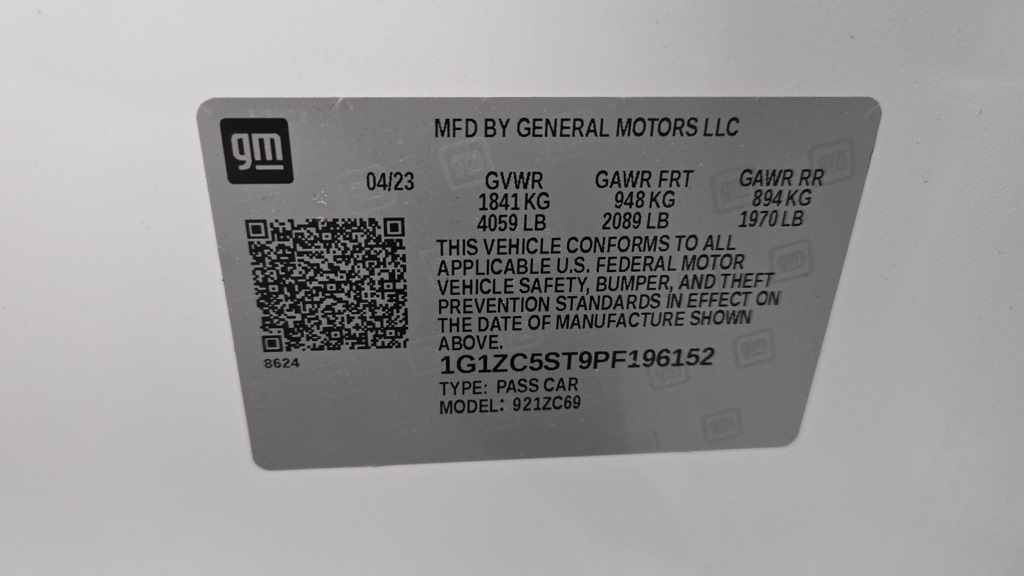 gm
MFD BY GENERAL MOTORS LLC
04/23 GVWR GAWR FRT GAWR RR
1841 KG 948 KG 894 KG
4059 LB 2089 LB 1970 LB
THIS VEHICLE CONFORMS TO ALL
APPLICABLE U.S. FEDERAL MOTOR
VEHICLE SAFETY, BUMPER, AND THEFT
PREVENTION STANDARDS IN EFFECT ON
THE DATE OF MANUFACTURE SHOWN
ABOVE.
8624
1G1ZC5ST9PF196152
TYPE: PASS CAR
MODEL: 921ZC69